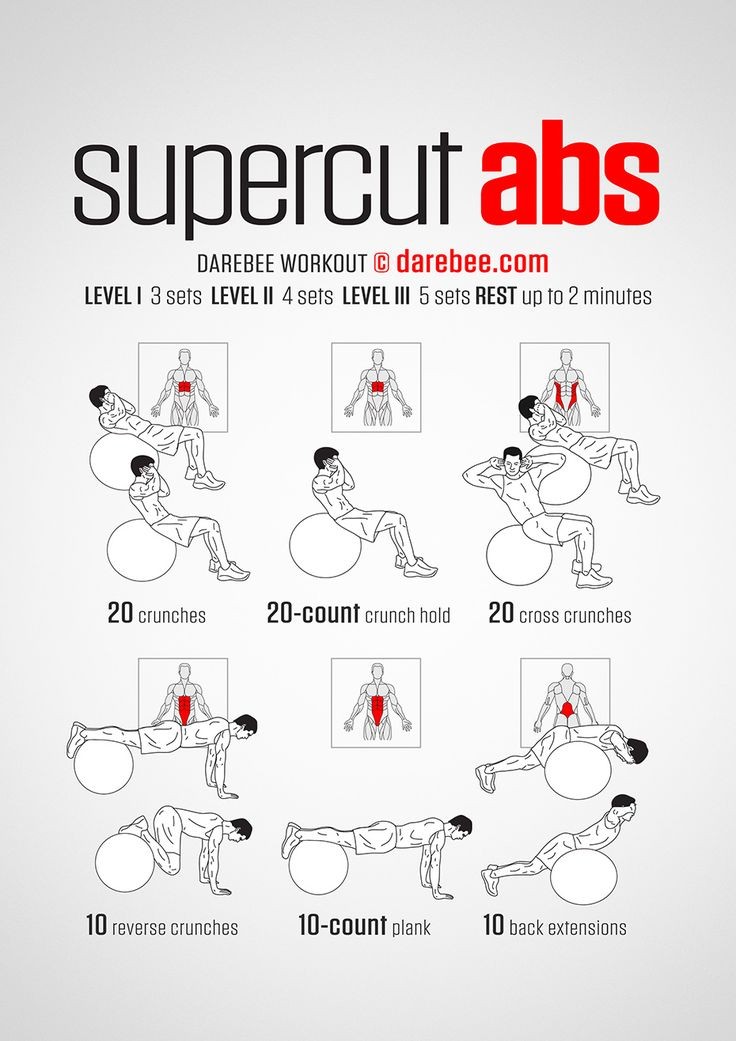 supercut abs
DAREBEE WORKOUT © darebee.com
LEVEL I 3 sets LEVEL II 4 sets LEVEL III 5 sets REST up to 2 minutes
20 crunches
20-count crunch hold
20 cross crunches
10 reverse crunches
10-count plank
10 back extensions